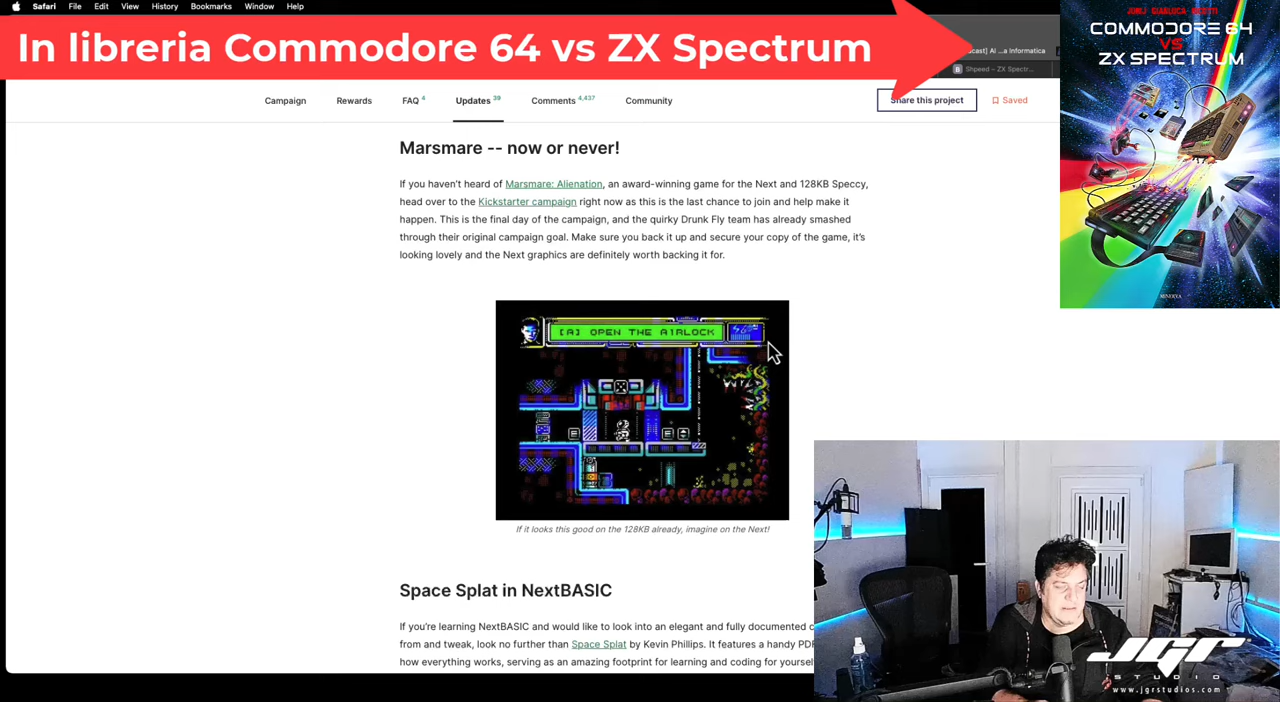 Safari File Edit View History Bookmarks Window Help
In libreria Commodore 64 vs ZX Spectrum
cast] AI ...a Informatica
B Shpeed ~ ZX Spectr...
COMMODORE 64
VS
ZX SPECTRUM
MINERVA
Campaign Rewards FAQ 4 Updates 39 Comments 4,437 Community Share this project Saved
Marsmare -- now or never!
If you haven't heard of Marsmare: Alienation, an award-winning game for the Next and 128KB Speccy,
head over to the Kickstarter campaign right now as this is the last chance to join and help make it
happen. This is the final day of the campaign, and the quirky Drunk Fly team has already smashed
through their original campaign goal. Make sure you back it up and secure your copy of the game, it's
looking lovely and the Next graphics are definitely worth backing it for.
[A] OPEN THE AIRLOCK
If it looks this good on the 128KB already, imagine on the Next!
Space Splat in NextBASIC
If you're learning NextBASIC and would like to look into an elegant and fully documented
from and tweak, look no further than Space Splat by Kevin Phillips. It features a handy PDF
how everything works, serving as an amazing footprint for learning and coding for yourself
JGR
STUDIO
www.jgrstudios.com